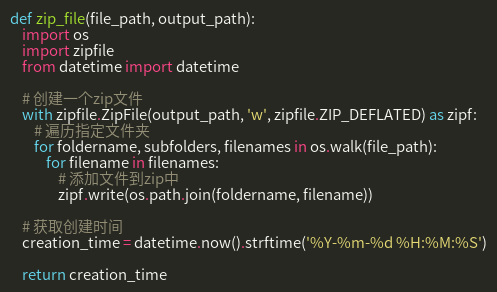 def zip_file(file_path, output_path):
    import os
    import zipfile
    from datetime import datetime

    # 创建一个zip文件
    with zipfile.ZipFile(output_path, 'w', zipfile.ZIP_DEFLATED) as zipf:
        # 遍历指定文件夹
        for foldername, subfolders, filenames in os.walk(file_path):
            for filename in filenames:
                # 添加文件到zip中
                zipf.write(os.path.join(foldername, filename))

    # 获取创建时间
    creation_time = datetime.now().strftime('%Y-%m-%d %H:%M:%S')

    return creation_time